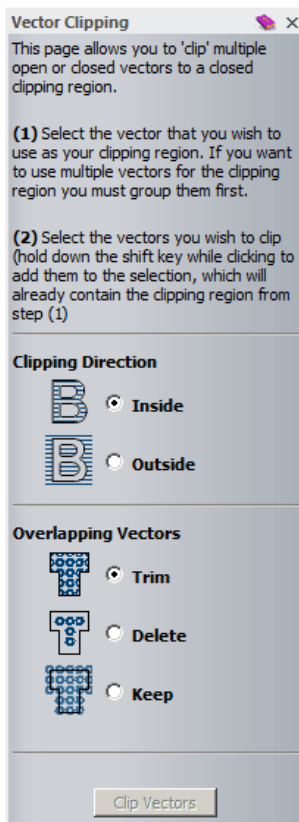 Vector Clipping
This page allows you to 'clip' multiple
open or closed vectors to a closed
clipping region.
(1) Select the vector that you wish to
use as your clipping region. If you want
to use multiple vectors for the clipping
region you must group them first.
(2) Select the vectors you wish to clip
(hold down the shift key while clicking to
add them to the selection, which will
already contain the clipping region from
step (1)
Clipping Direction
Inside
Outside
Overlapping Vectors
Trim
Delete
Keep
Clip Vectors